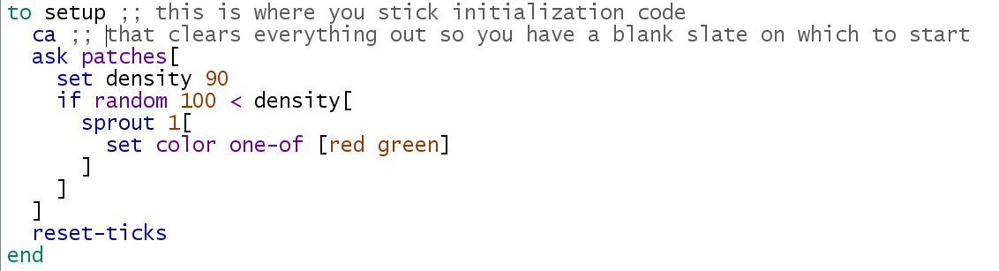 to setup ;; this is where you stick initialization code
  ca ;; that clears everything out so you have a blank slate on which to start
  ask patches[
    set density 90
    if random 100 < density[
      sprout 1[
        set color one-of [red green]
      ]
    ]
  ]
  reset-ticks
end